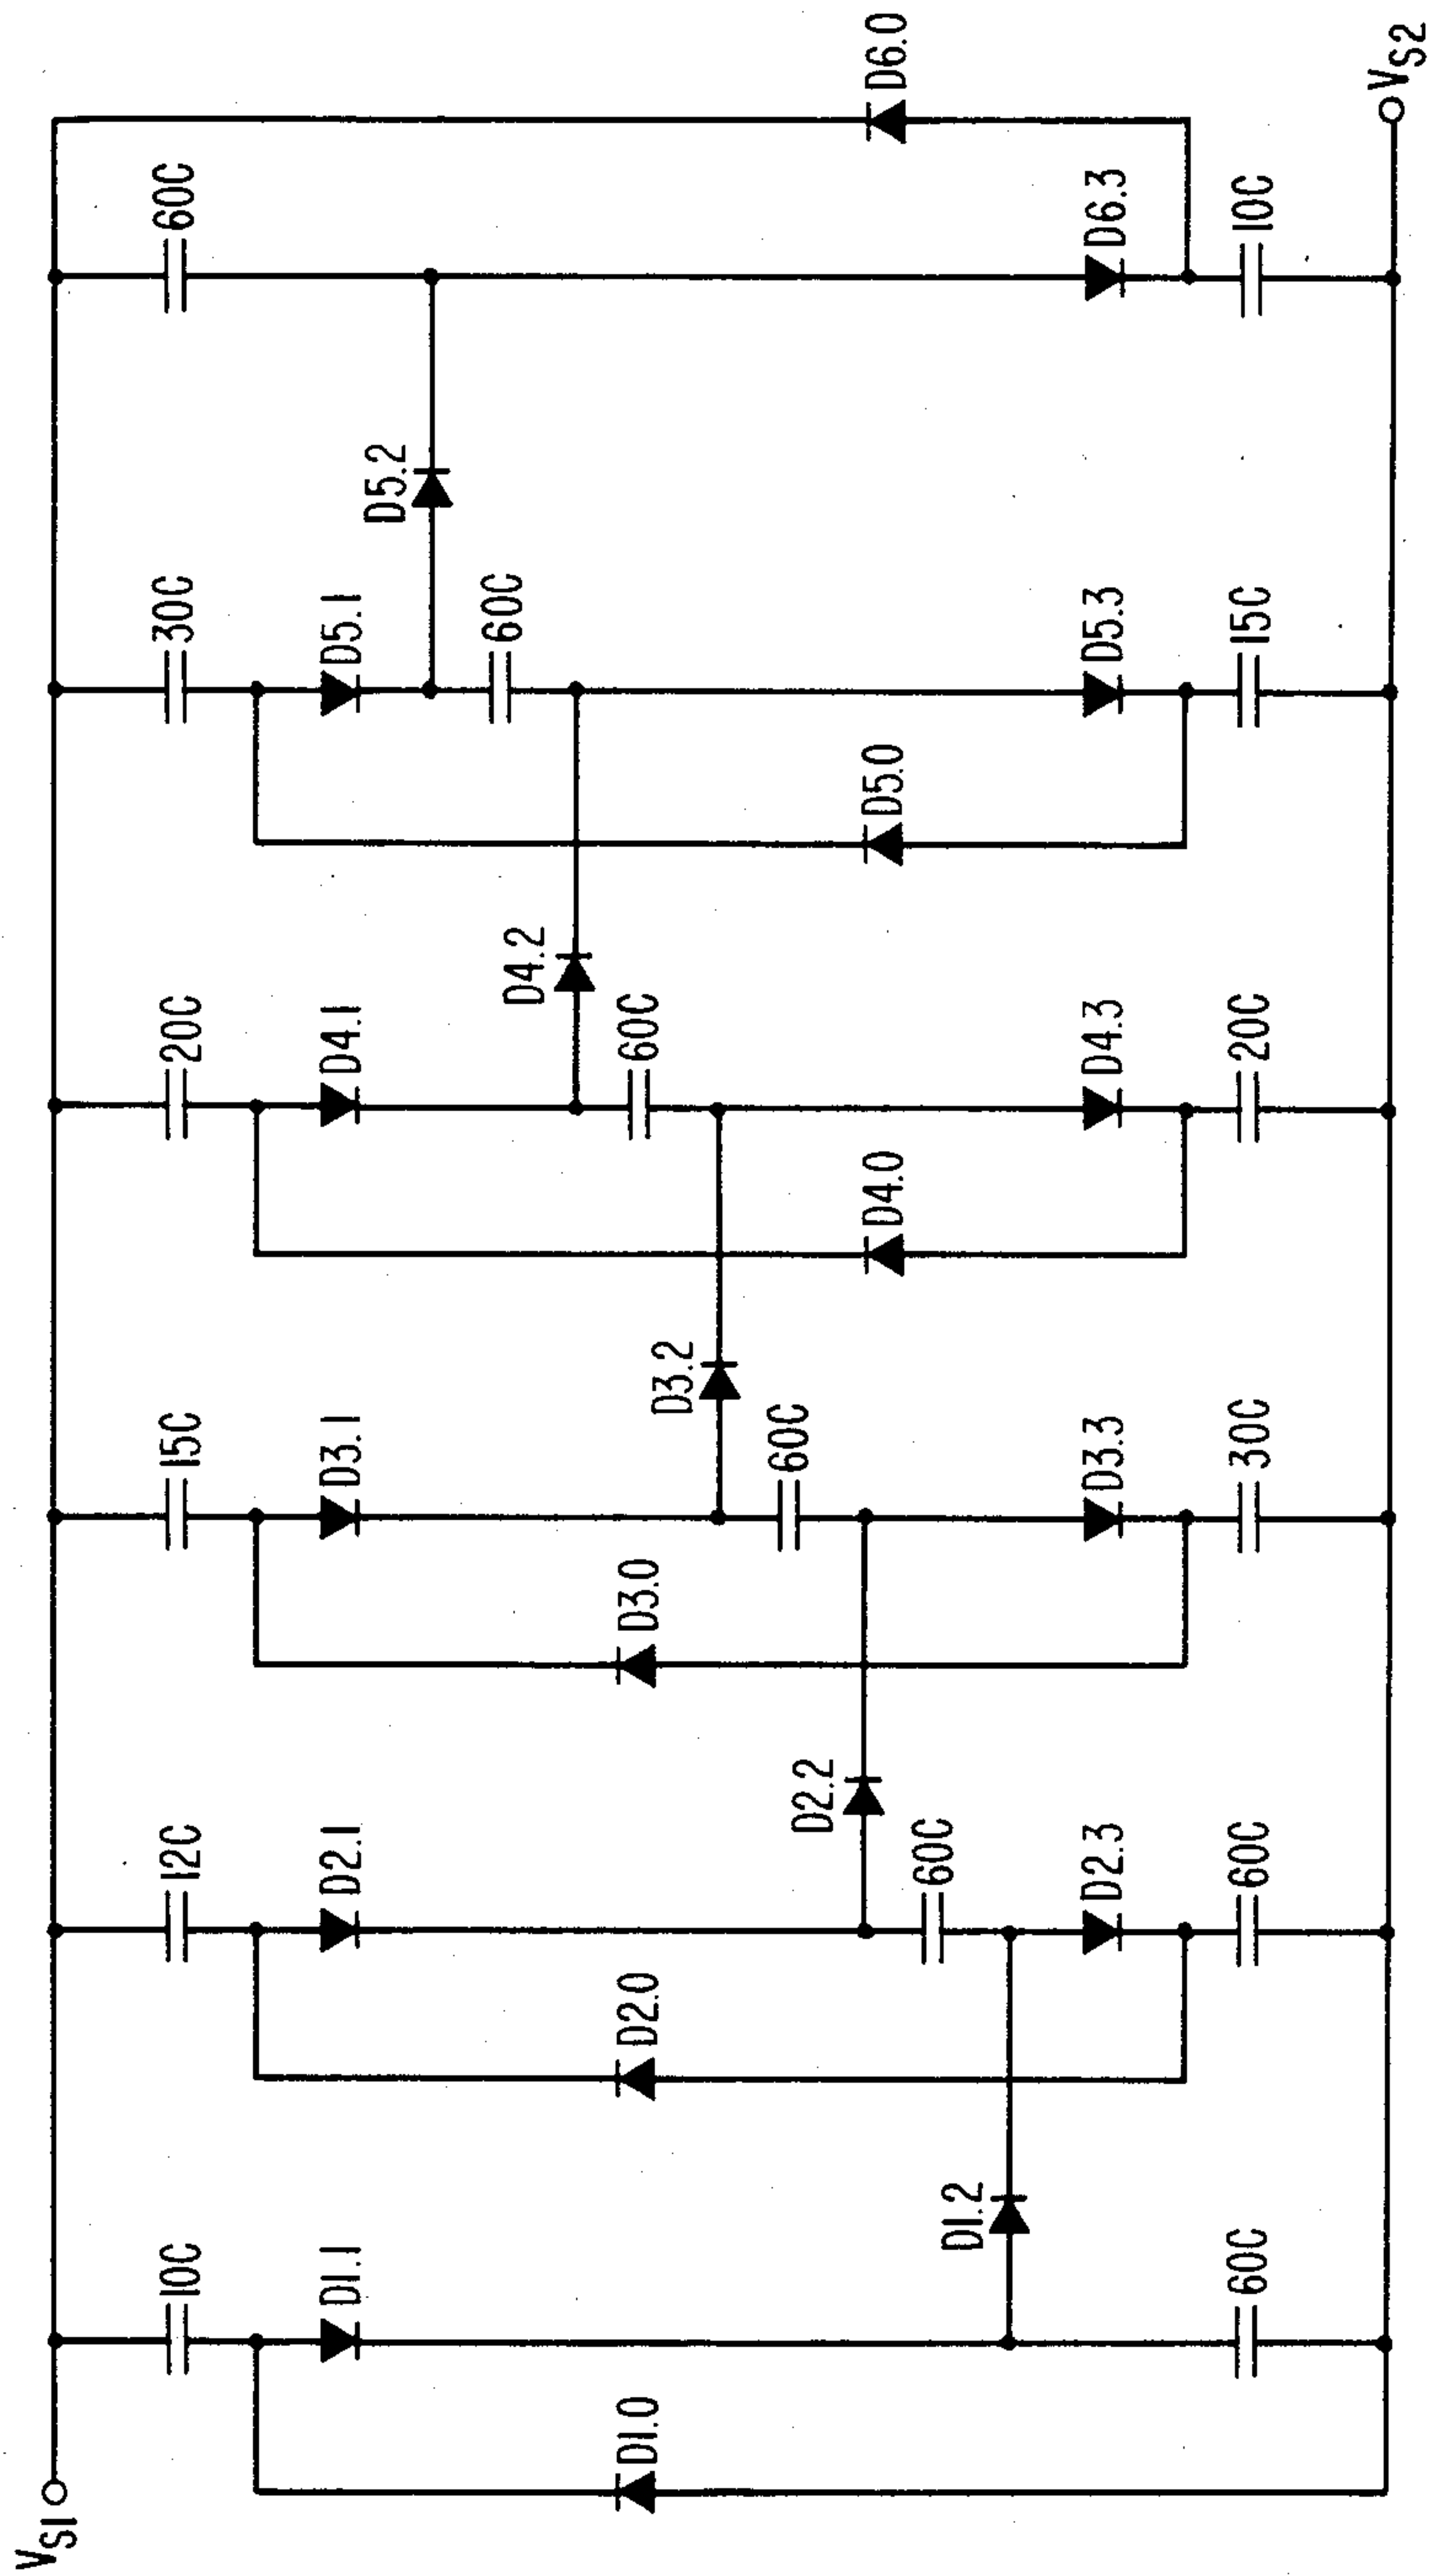 VS1
10C
12C
15C
20C
30C
60C
D1.1
D2.1
D3.1
D4.1
D5.1
D5.2
60C
D4.2
60C
D1.0
D2.0
D3.0
D3.2
60C
D2.2
60C
D4.0
D5.0
D6.0
D1.2
D2.3
D3.3
D4.3
D5.3
D6.3
60C
60C
30C
20C
15C
10C
VS2